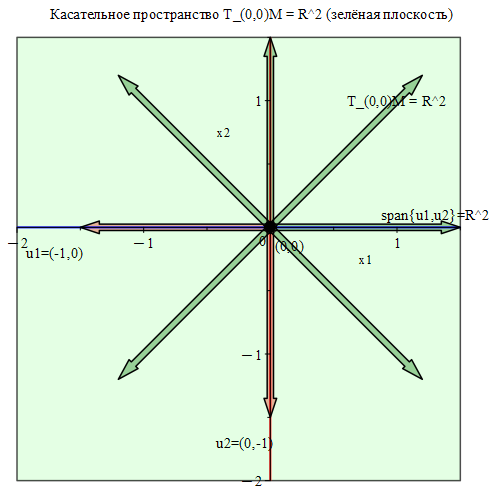 Касательное пространство T_(0,0)M = R^2 (зелёная плоскость)
1
T_(0,0)M = R^2
x2
span{u1,u2}=R^2
−2
−1
0
(0,0)
1
u1=(-1,0)
x1
−1
u2=(0,-1)
−2